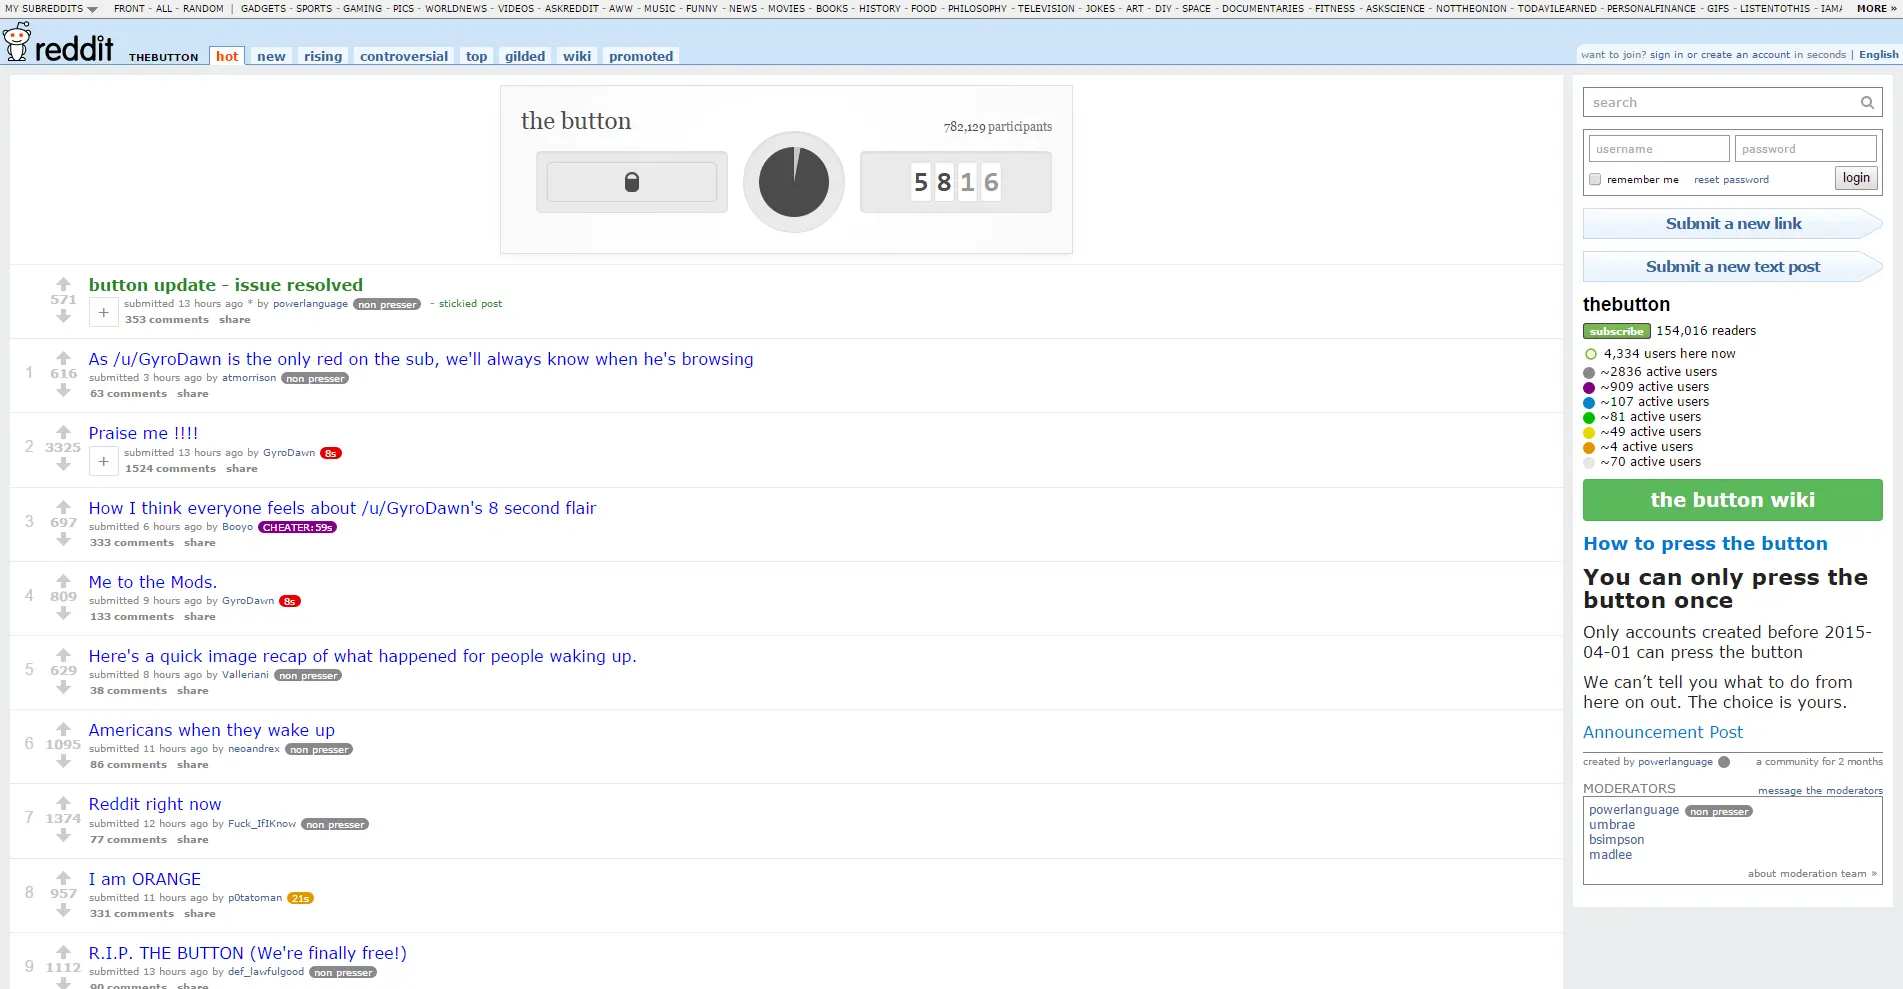 MY SUBREDDITS FRONT - ALL - RANDOM | GADGETS - SPORTS - GAMING - PICS - WORLDNEWS - VIDEOS - ASKREDDIT - AWW - MUSIC - FUNNY - NEWS - MOVIES - BOOKS - HISTORY - FOOD - PHILOSOPHY - TELEVISION - JOKES - ART - DIY - SPACE - DOCUMENTARIES - FITNESS - ASKSCIENCE - NOTTHEONION - TODAYILEARNED - PERSONALFINANCE - GIFS - LISTENTOTHIS - IAMA MORE »
reddit THEBUTTON hot new rising controversial top gilded wiki promoted
want to join? sign in or create an account in seconds | English
the button
782,129 participants
5816
button update - issue resolved
571
submitted 13 hours ago * by powerlanguage non presser - stickied post
+
353 comments share
As /u/GyroDawn is the only red on the sub, we'll always know when he's browsing
1 616
submitted 3 hours ago by atmorrison non presser
63 comments share
Praise me !!!!
2 3325
submitted 13 hours ago by GyroDawn 8s
+
1524 comments share
How I think everyone feels about /u/GyroDawn's 8 second flair
3 697
submitted 6 hours ago by Booyo CHEATER:59s
333 comments share
Me to the Mods.
4 809
submitted 9 hours ago by GyroDawn 8s
133 comments share
Here's a quick image recap of what happened for people waking up.
5 629
submitted 8 hours ago by Valleriani non presser
38 comments share
Americans when they wake up
6 1095
submitted 11 hours ago by neoandrex non presser
86 comments share
Reddit right now
7 1374
submitted 12 hours ago by Fuck_IfIKnow non presser
77 comments share
I am ORANGE
8 957
submitted 11 hours ago by p0tatoman 21s
331 comments share
R.I.P. THE BUTTON (We're finally free!)
9 1112
submitted 13 hours ago by def_lawfulgood non presser
90 comments share
search
username password
remember me reset password login
Submit a new link
Submit a new text post
thebutton
subscribe 154,016 readers
4,334 users here now
~2836 active users
~909 active users
~107 active users
~81 active users
~49 active users
~4 active users
~70 active users
the button wiki
How to press the button
You can only press the
button once
Only accounts created before 2015-
04-01 can press the button
We can’t tell you what to do from
here on out. The choice is yours.
Announcement Post
created by powerlanguage a community for 2 months
MODERATORS message the moderators
powerlanguage non presser
umbrae
bsimpson
madlee
about moderation team »